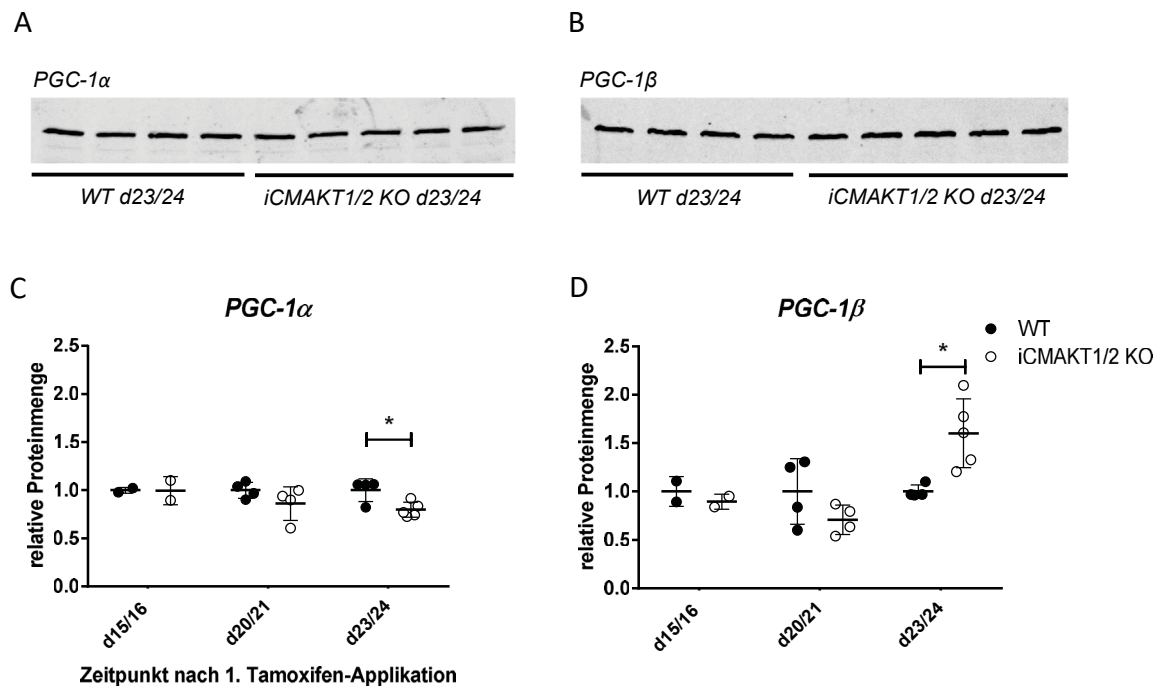 A
B
PGC-1α
PGC-1β
WT d23/24
iCMAKT1/2 KO d23/24
WT d23/24
iCMAKT1/2 KO d23/24
C
PGC-1α
relative Proteinmenge
2.5
2.0
1.5
1.0
0.5
0.0
*
d15/16
d20/21
d23/24
Zeitpunkt nach 1. Tamoxifen-Applikation
D
PGC-1β
WT
iCMAKT1/2 KO
relative Proteinmenge
2.5
2.0
1.5
1.0
0.5
0.0
*
d15/16
d20/21
d23/24